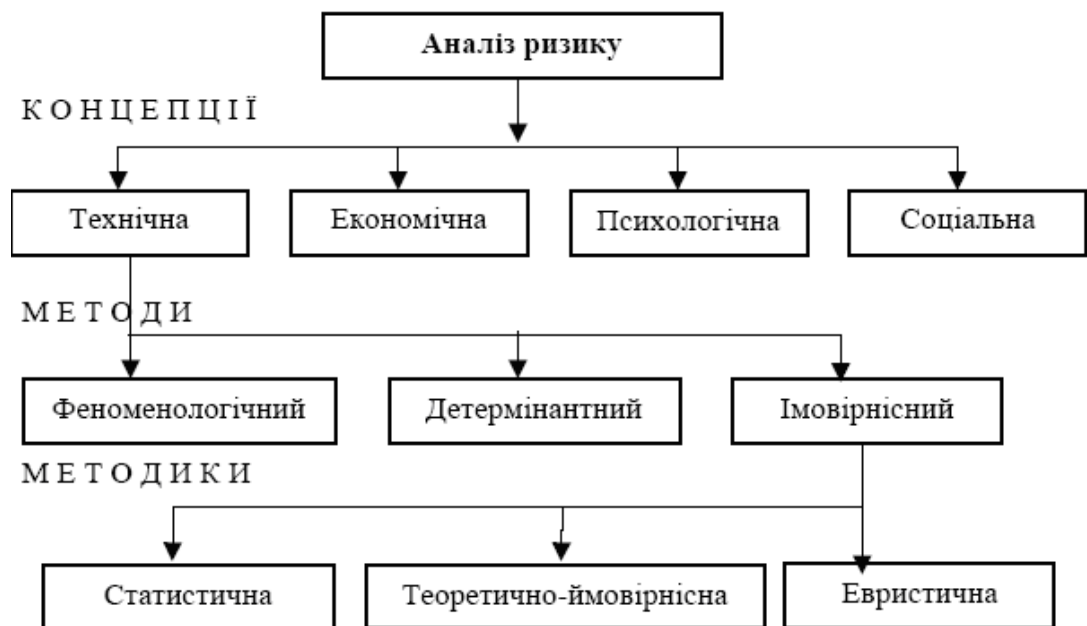 Аналіз ризику
К О Н Ц Е П Ц І Ї
Технічна
Економічна
Психологічна
Соціальна
М Е Т О Д И
Феноменологічний
Детермінантний
Імовірнісний
М Е Т О Д И К И
Статистична
Теоретично-ймовірнісна
Евристична